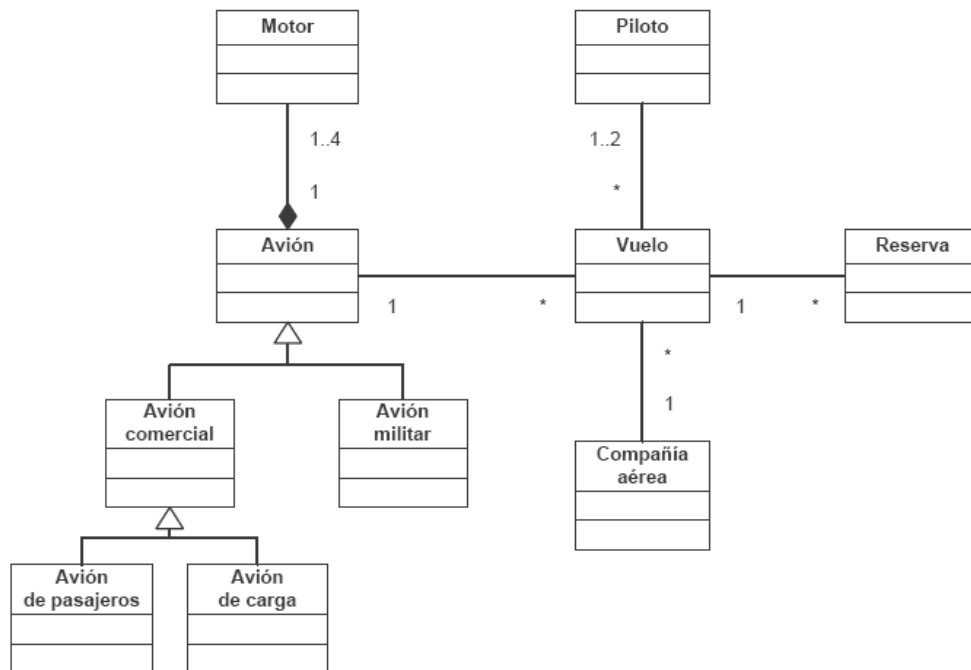 Motor
Piloto
1..4
1..2
1
*
Avión
Vuelo
Reserva
1
*
1
*
*
1
Avión
comercial
Avión
militar
Compañía
aérea
Avión
de pasajeros
Avión
de carga